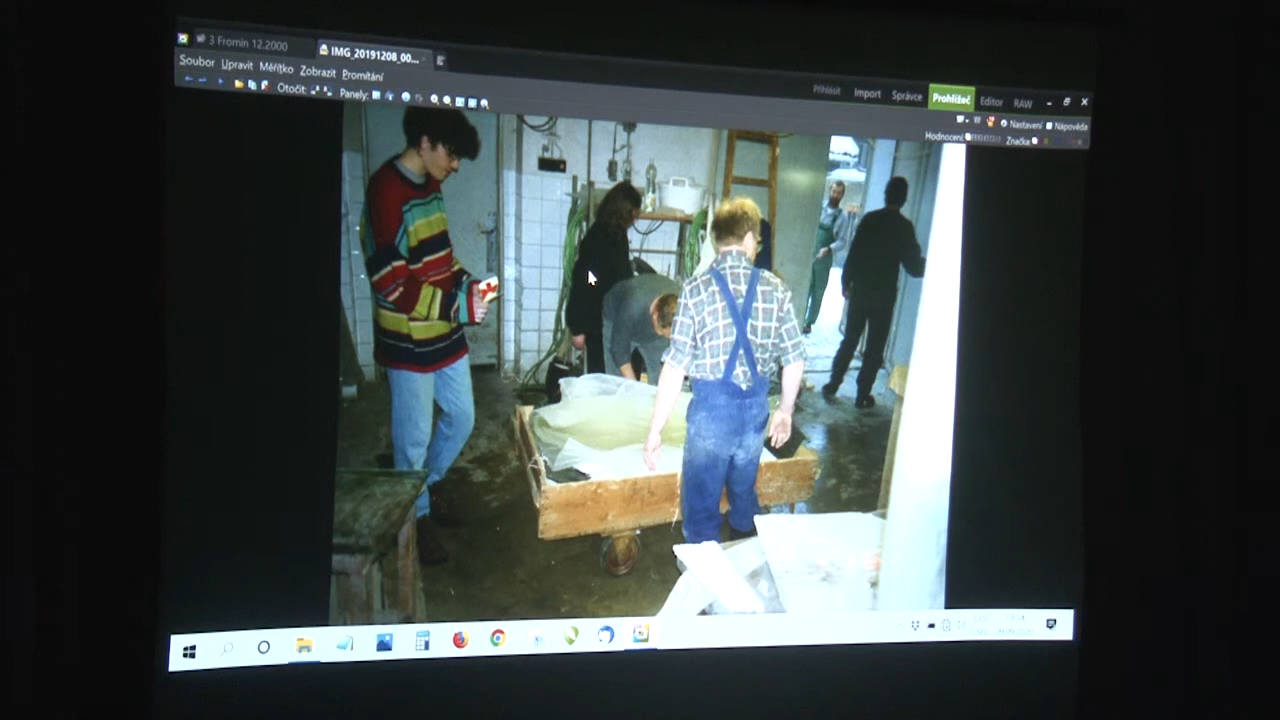 3 Fromin 12.2000
IMG_20191208_00...
Soubor Upravit Měřítko Zobrazit Promítání
Otočit: Panely:
Přihlásit Import Správce Prohlížeč Editor RAW
Nastavení Nápověda
Hodnocení: Značka: